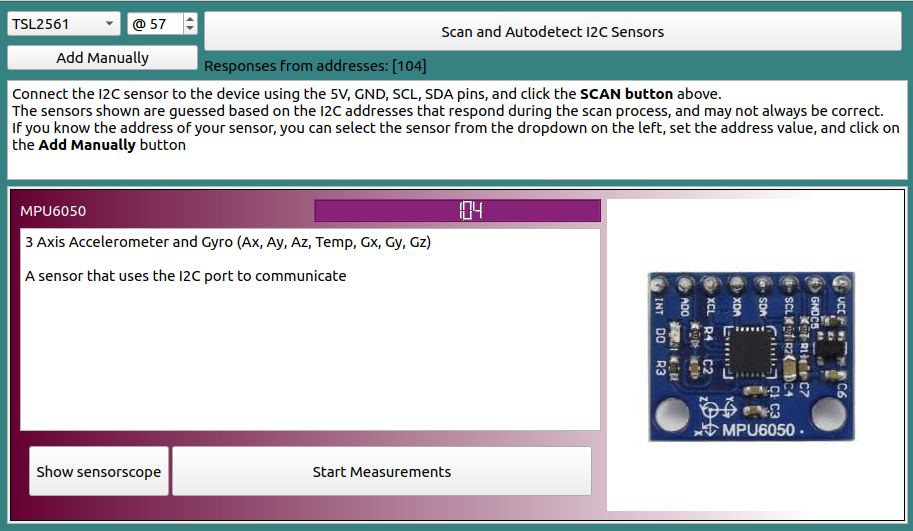 TSL2561
@ 57
Scan and Autodetect I2C Sensors
Add Manually
Responses from addresses: [104]
Connect the I2C sensor to the device using the 5V, GND, SCL, SDA pins, and click the SCAN button above.
The sensors shown are guessed based on the I2C addresses that respond during the scan process, and may not always be correct.
If you know the address of your sensor, you can select the sensor from the dropdown on the left, set the address value, and click on
the Add Manually button
MPU6050
104
3 Axis Accelerometer and Gyro (Ax, Ay, Az, Temp, Gx, Gy, Gz)
A sensor that uses the I2C port to communicate
INT
AD0
XCL
XDA
SDA
SCL
GND
VCC
C5
D0
R4
R2
R1
R3
C2
C4
C7
C6
C1
C3
Z
Y
X
MPU6050
Show sensorscope
Start Measurements